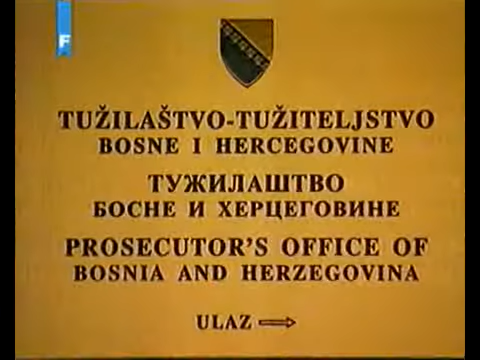 F
TUŽILAŠTVO-TUŽITELJSTVO
BOSNE I HERCEGOVINE
ТУЖИЛАШТВО
БОСНЕ И ХЕРЦЕГОВИНЕ
PROSECUTOR'S OFFICE OF
BOSNIA AND HERZEGOVINA
ULAZ